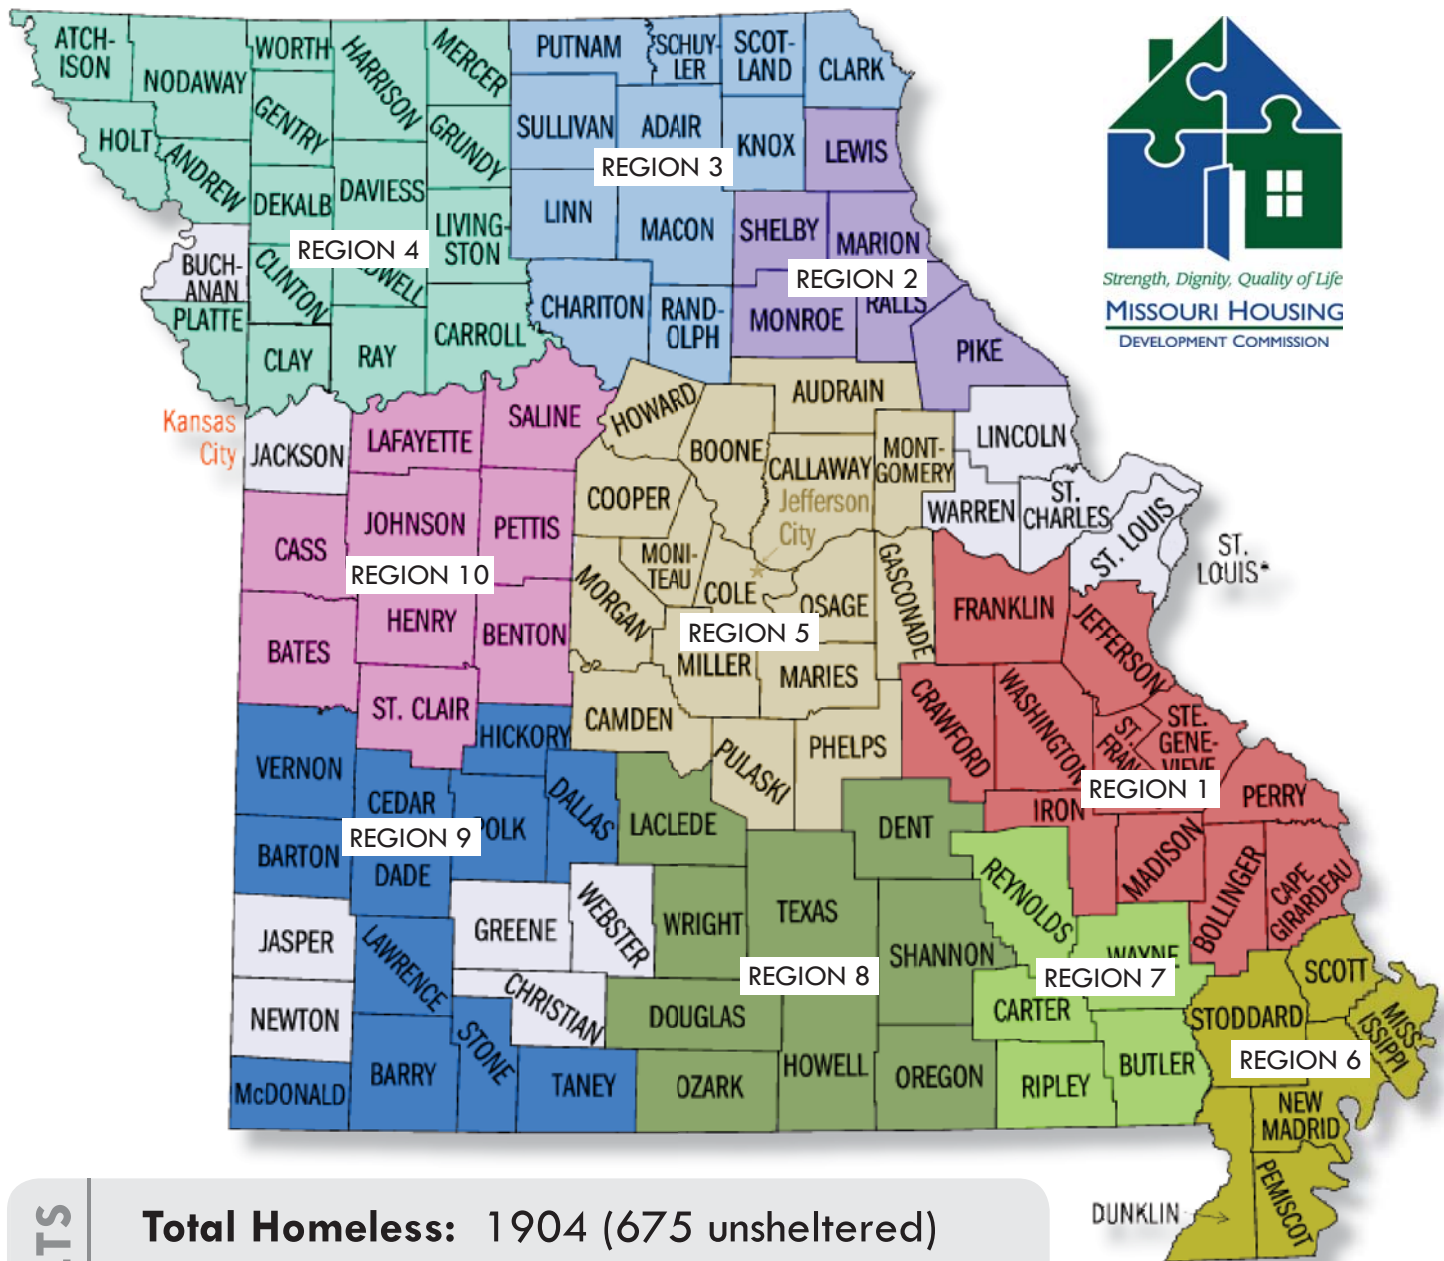 ATCH-
ISON
NODAWAY
WORTH
HARRISON
MERCER
PUTNAM
SCHUY-
LER
SCOT-
LAND
CLARK
HOLT
ANDREW
GENTRY
GRUNDY
SULLIVAN
ADAIR
KNOX
LEWIS
REGION 3
DEKALB
DAVIESS
LIVING-
STON
LINN
MACON
SHELBY
MARION
REGION 4
REGION 2
BUCH-
ANAN
CLINTON
DWELL
PLATTE
CLAY
RAY
CARROLL
CHARITON
RAND-
OLPH
MONROE
RALLS
PIKE
Strength, Dignity, Quality of Life
MISSOURI HOUSING
DEVELOPMENT COMMISSION
Kansas
City
JACKSON
LAFAYETTE
SALINE
HOWARD
BOONE
AUDRAIN
CALLAWAY
MONT-
GOMERY
LINCOLN
WARREN
ST.
CHARLES
ST. LOUIS
ST.
LOUIS*
Jefferson
City
COOPER
CASS
JOHNSON
PETTIS
REGION 10
MORGAN
MONI-
TEAU
COLE
OSAGE
GASCONADE
FRANKLIN
JEFFERSON
REGION 5
BATES
HENRY
BENTON
MILLER
MARIES
ST. CLAIR
CAMDEN
PULASKI
PHELPS
CRAWFORD
WASHINGTON
ST.
FRAN
STE.
GENE-
VIEVE
PERRY
REGION 1
VERNON
HICKORY
CEDAR
POLK
DALLAS
LACLEDE
DENT
IRON
MADISON
BOLLINGER
CAPE
GIRARDEAU
REGION 9
BARTON
DADE
REYNOLDS
JASPER
LAWRENCE
GREENE
WEBSTER
WRIGHT
TEXAS
SHANNON
WAYNE
REGION 8
REGION 7
SCOTT
NEWTON
CHRISTIAN
DOUGLAS
CARTER
STODDARD
MISS-
ISSIPPI
REGION 6
McDONALD
BARRY
STONE
TANEY
OZARK
HOWELL
OREGON
RIPLEY
BUTLER
NEW
MADRID
PEMISCOT
DUNKLIN
TS
Total Homeless: 1904 (675 unsheltered)